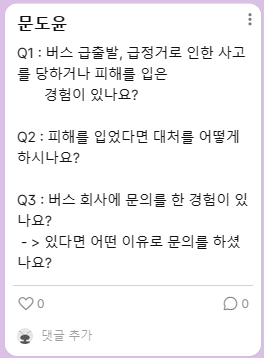 문도윤
Q1 : 버스 급출발, 급정거로 인한 사고
를 당하거나 피해를 입은
경험이 있나요?
Q2 : 피해를 입었다면 대처를 어떻게
하시나요?
Q3 : 버스 회사에 문의를 한 경험이 있
나요?
- > 있다면 어떤 이유로 문의를 하셨
나요?
0
0
댓글 추가